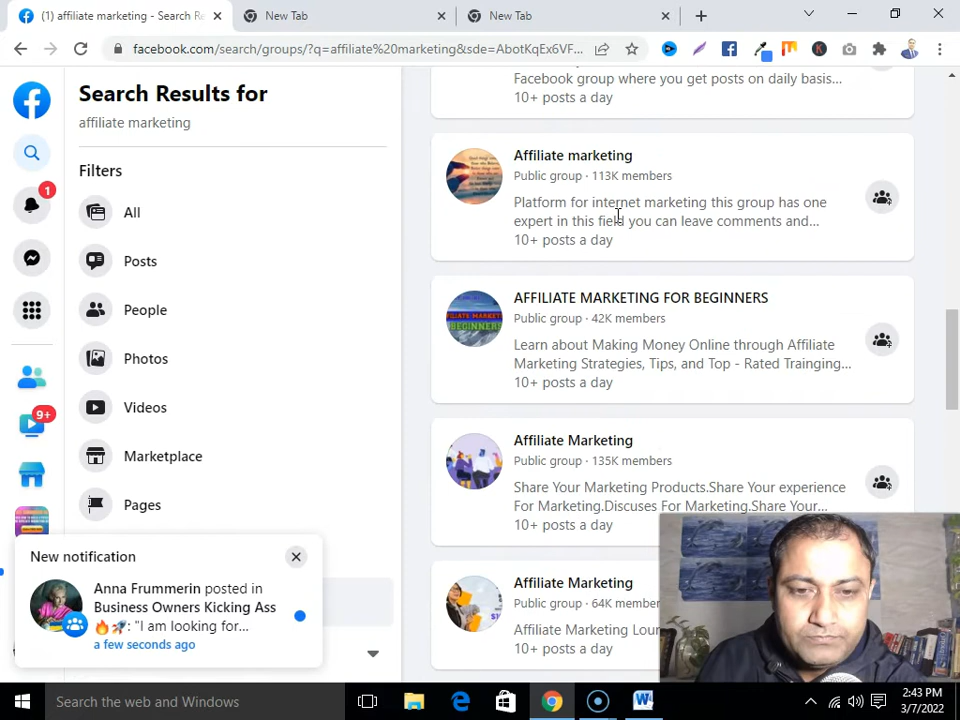 (1) affiliate marketing - Search Re
New Tab
New Tab
facebook.com/search/groups/?q=affiliate%20marketing&sde=AbotKqEx6VF...
Search Results for
affiliate marketing
Filters
All
Posts
People
Photos
Videos
Marketplace
Pages
Facebook group where you get posts on daily basis...
10+ posts a day
Affiliate marketing
Public group · 113K members
Platform for internet marketing this group has one
expert in this field you can leave comments and...
10+ posts a day
AFFILIATE MARKETING FOR BEGINNERS
Public group · 42K members
Learn about Making Money Online through Affiliate
Marketing Strategies, Tips, and Top - Rated Trainging...
10+ posts a day
Affiliate Marketing
Public group · 135K members
Share Your Marketing Products.Share Your experience
For Marketing.Discuses For Marketing.Share Your...
10+ posts a day
Affiliate Marketing
Public group · 64K
Affiliate Marketing
10+ posts a day
1
9+
New notification
Anna Frummerin posted in
Business Owners Kicking Ass
🔥🚀: "I am looking for...
a few seconds ago
Search the web and Windows
2:43 PM
3/7/2022